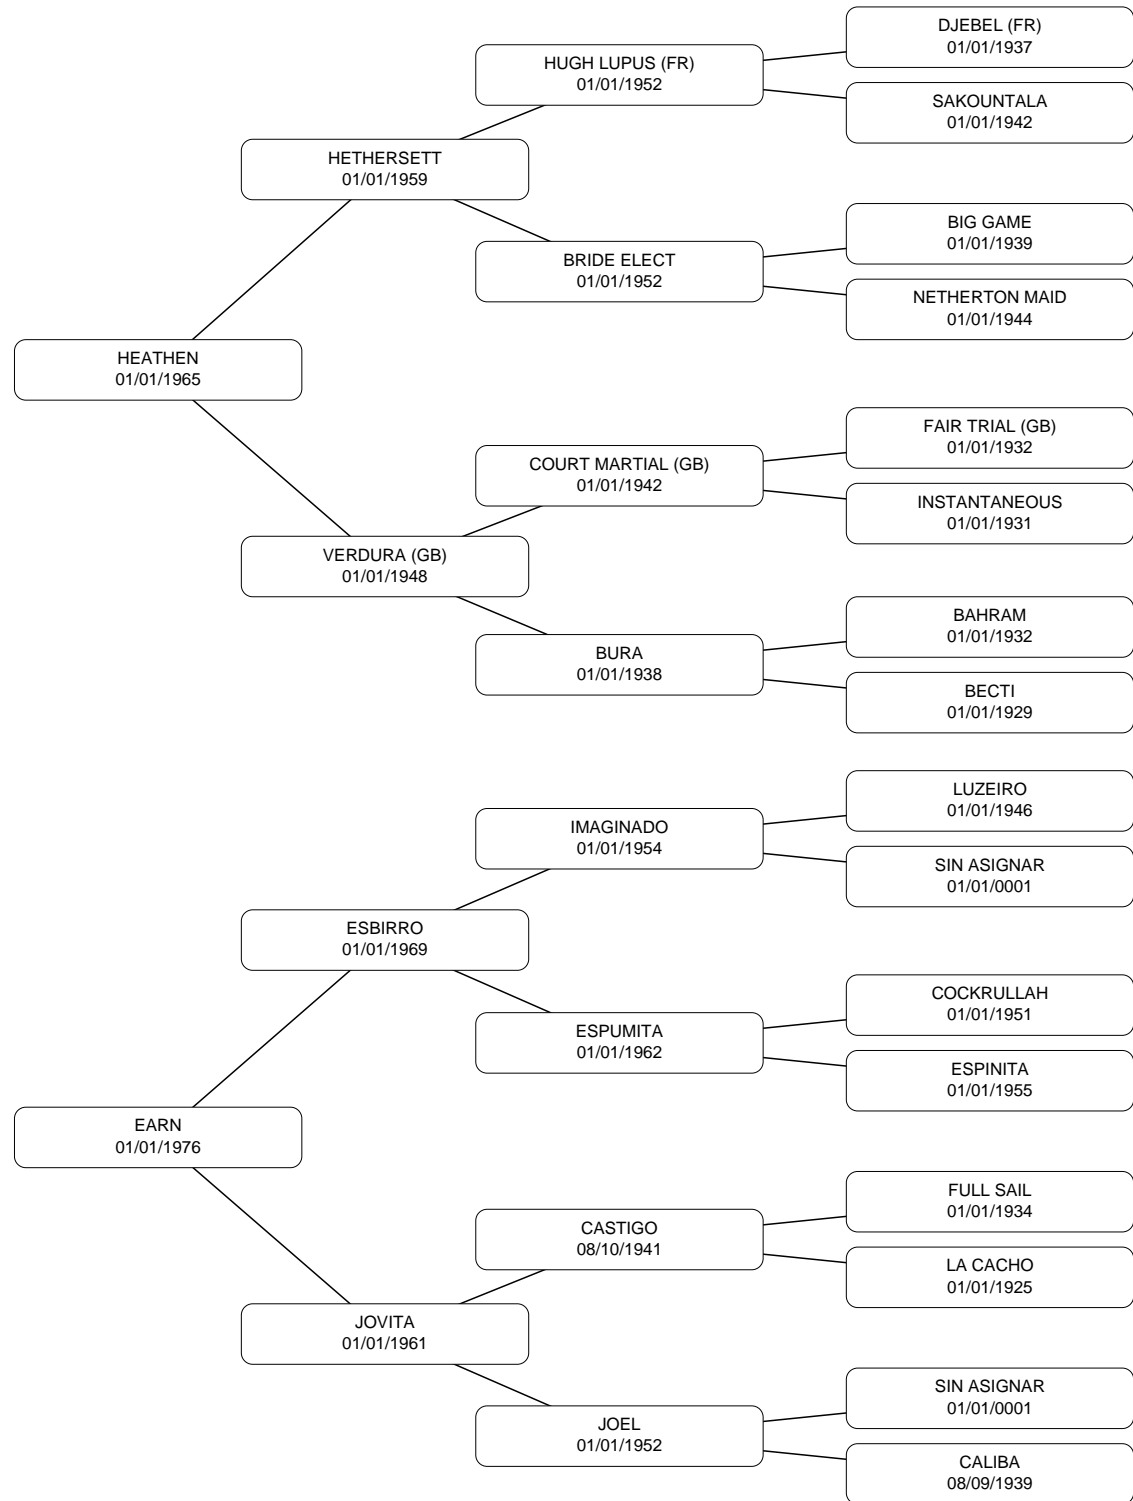 DJEBEL (FR)
01/01/1937
HUGH LUPUS (FR)
01/01/1952
SAKOUNTALA
01/01/1942
HETHERSETT
01/01/1959
BIG GAME
01/01/1939
BRIDE ELECT
01/01/1952
NETHERTON MAID
01/01/1944
HEATHEN
01/01/1965
FAIR TRIAL (GB)
01/01/1932
COURT MARTIAL (GB)
01/01/1942
INSTANTANEOUS
01/01/1931
VERDURA (GB)
01/01/1948
BAHRAM
01/01/1932
BURA
01/01/1938
BECTI
01/01/1929
LUZEIRO
01/01/1946
IMAGINADO
01/01/1954
SIN ASIGNAR
01/01/0001
ESBIRRO
01/01/1969
COCKRULLAH
01/01/1951
ESPUMITA
01/01/1962
ESPINITA
01/01/1955
EARN
01/01/1976
FULL SAIL
01/01/1934
CASTIGO
08/10/1941
LA CACHO
01/01/1925
JOVITA
01/01/1961
SIN ASIGNAR
01/01/0001
JOEL
01/01/1952
CALIBA
08/09/1939